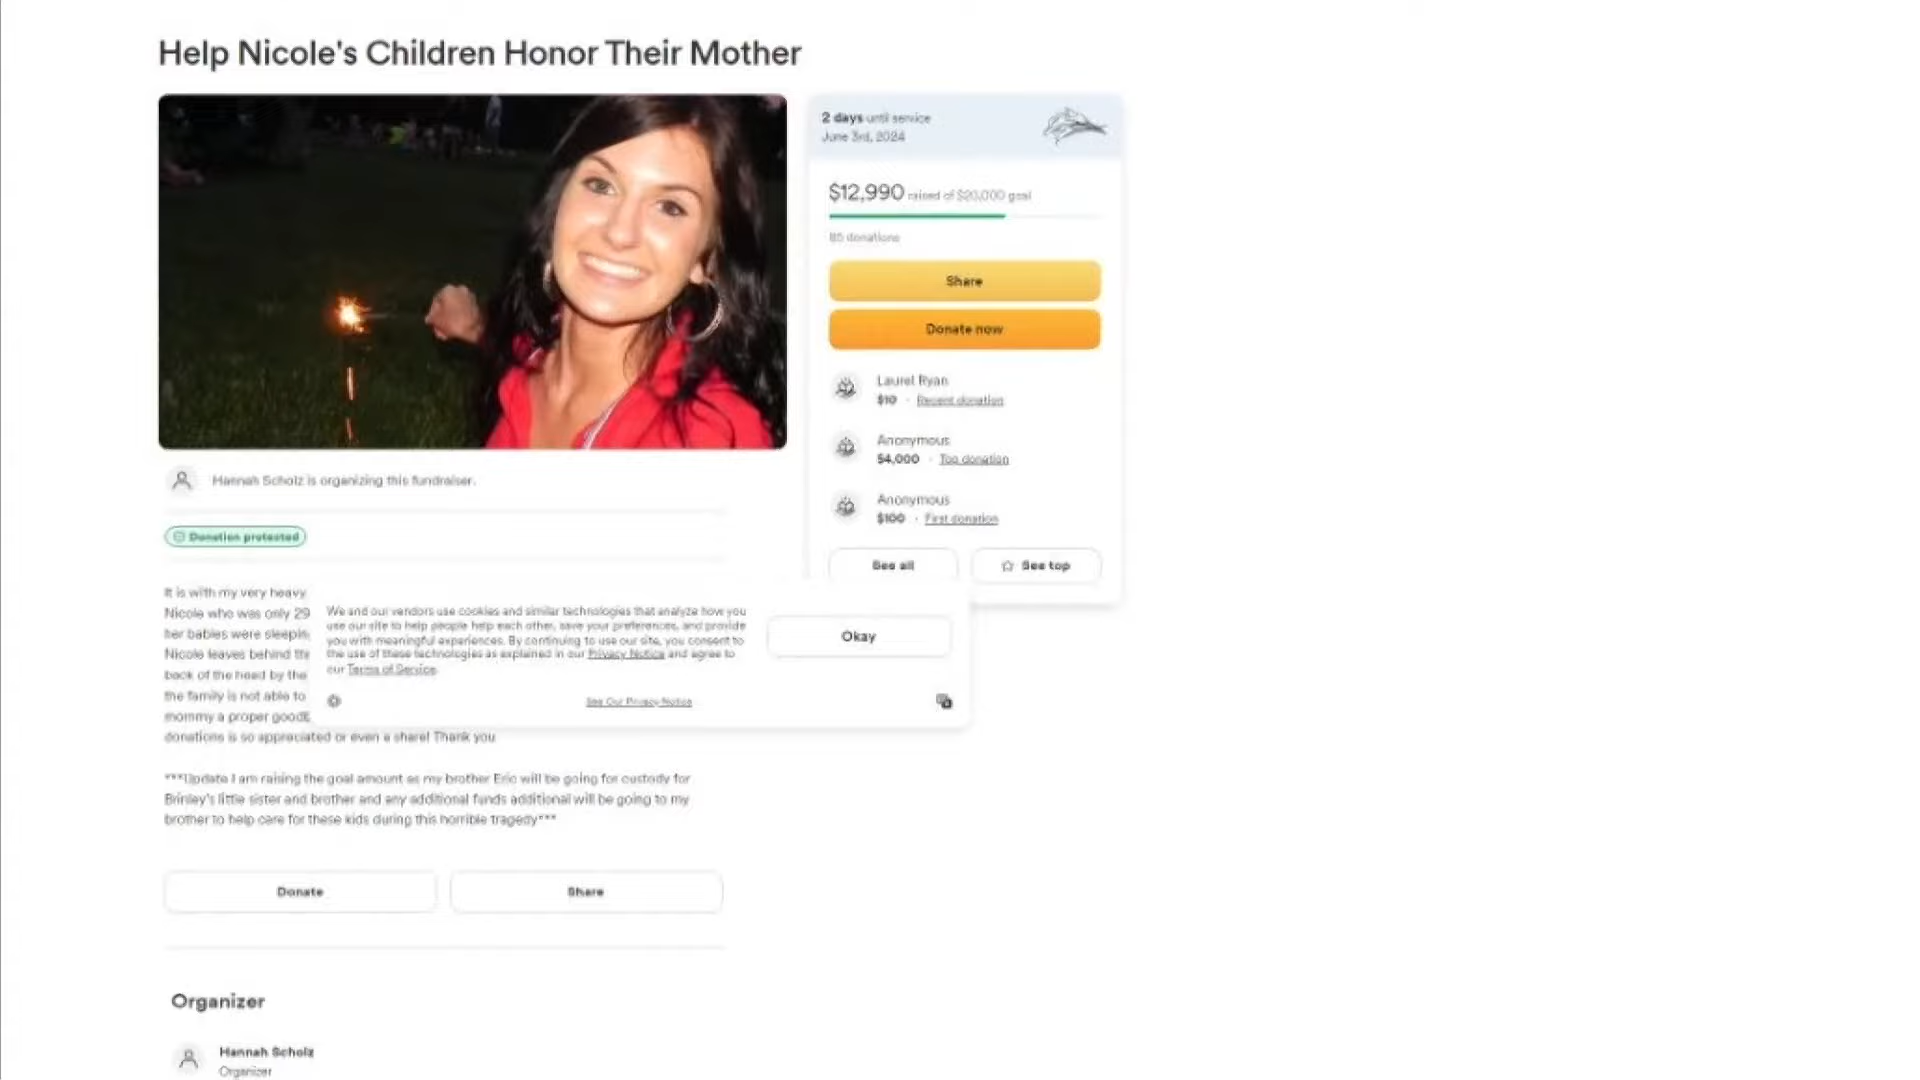 Help Nicole's Children Honor Their Mother
2 days until service
June 3rd, 2024
$12,990 raised of $20,000 goal
85 donations
Share
Donate now
Laurel Ryan
$10 · Recent donation
Anonymous
$4,000 · Top donation
Anonymous
$100 · First donation
See all
See top
Hannah Scholz is organizing this fundraiser.
Donation protected
It is with my very heavy
Nicole who was only 29
her babies were sleepin
Nicole leaves behind the
back of the head by the
the family is not able to
mommy a proper goodb
donations is so appreciated or even a share! Thank you
We and our vendors use cookies and similar technologies that analyze how you
use our site to help people help each other, save your preferences, and provide
you with meaningful experiences. By continuing to use our site, you consent to
the use of these technologies as explained in our Privacy Notice and agree to
our Terms of Service.
Okay
See Our Privacy Notice
***Update I am raising the goal amount as my brother Eric will be going for custody for
Brinley's little sister and brother and any additional funds additional will be going to my
brother to help care for these kids during this horrible tragedy***
Donate
Share
Organizer
Hannah Scholz
Organizer